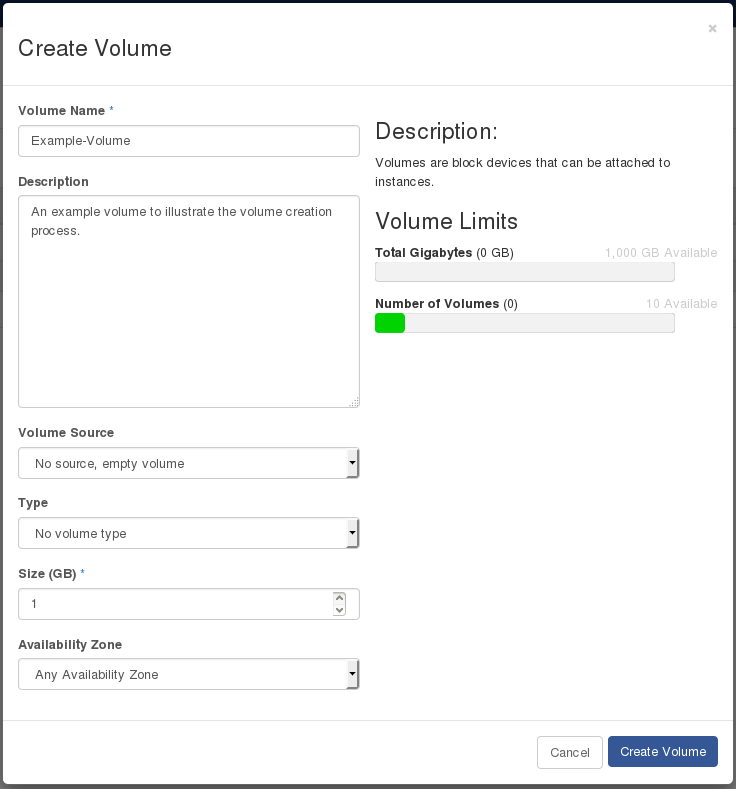 ×
Create Volume
Volume Name *
Example-Volume
Description
An example volume to illustrate the volume creation
process.
Volume Source
No source, empty volume
Type
No volume type
Size (GB) *
1
Availability Zone
Any Availability Zone
Description:
Volumes are block devices that can be attached to
instances.
Volume Limits
Total Gigabytes (0 GB) 1,000 GB Available
Number of Volumes (0) 10 Available
Cancel Create Volume